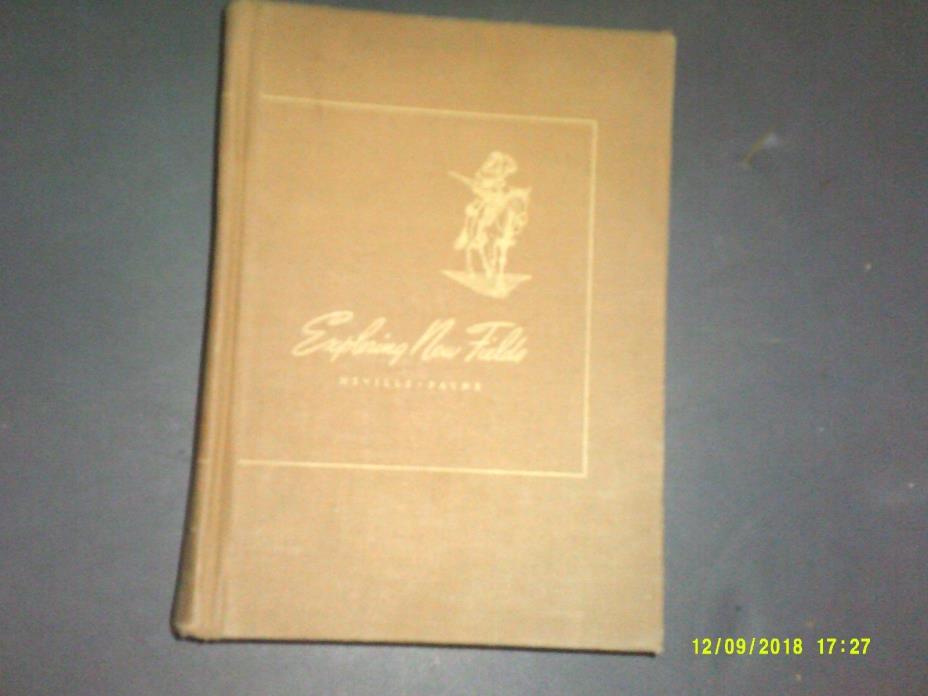 Exploring New Fields
NEVILLE · PAYNE
12/09/2018 17:27